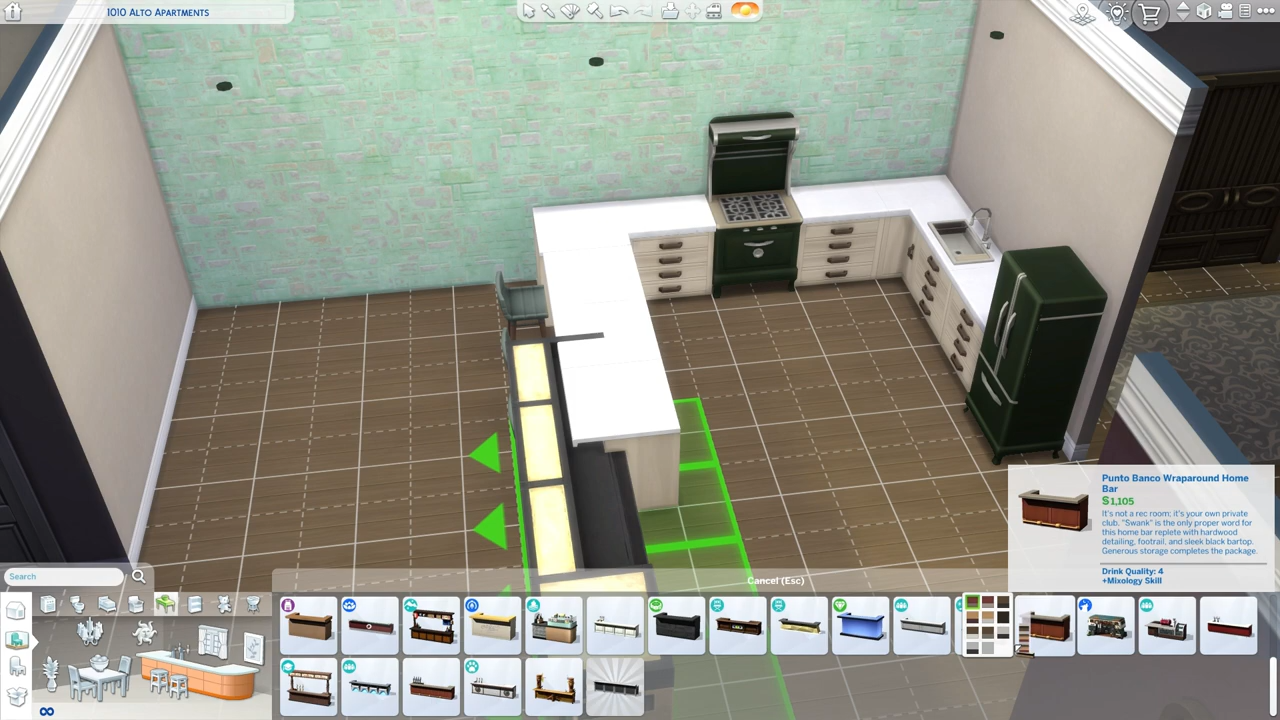 1010 Alto Apartments
Punto Banco Wraparound Home
Bar
$1,105
It's not a rec room; it's your own private
club. "Swank" is the only proper word for
this home bar replete with hardwood
detailing, footrail, and sleek black bartop.
Generous storage completes the package.
Drink Quality: 4
+Mixology Skill
Cancel (Esc)
Search